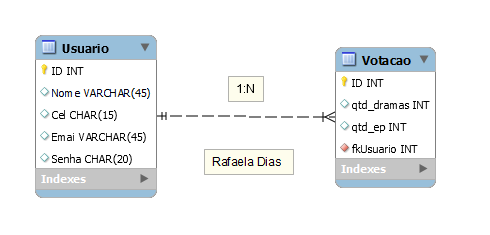 Usuario
ID INT
Nome VARCHAR(45)
Cel CHAR(15)
Emai VARCHAR(45)
Senha CHAR(20)
Indexes
1:N
Rafaela Dias
Votacao
ID INT
qtd_dramas INT
qtd_ep INT
fkUsuario INT
Indexes